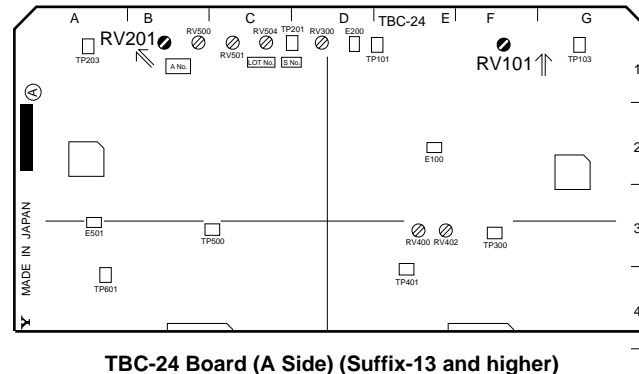 A B C D TBC-24 E F G
RV201 RV500 RV504 TP201 RV300 E200
TP203 RV501 TP101 RV101 TP103
A No. LOT No. S No.
1
A
E100
2
MADE IN JAPAN
E501 TP500 RV400 RV402 TP300
3
TP601 TP401
4
Y
TBC-24 Board (A Side) (Suffix-13 and higher)